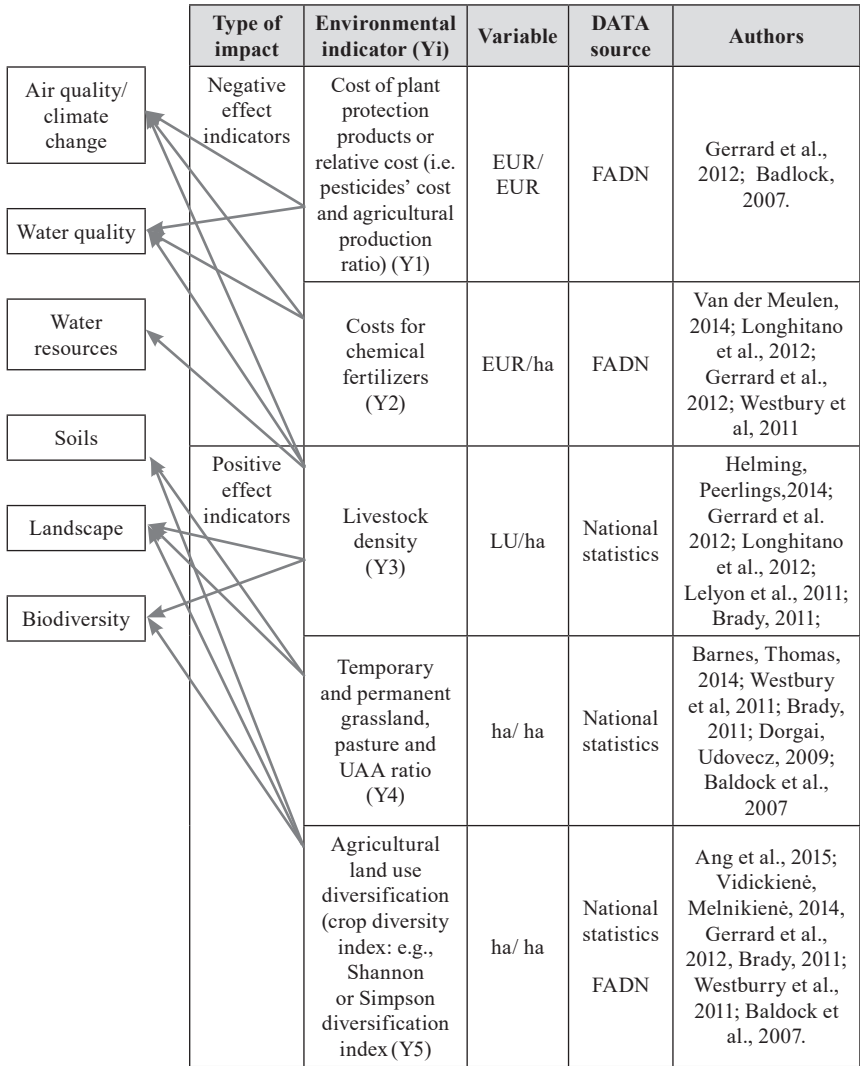 Type of
impact
Environmental
indicator (Yi)
Variable
DATA
source
Authors
Air quality/
climate
change
Water quality
Water
resources
Soils
Landscape
Biodiversity
Negative
effect
indicators
Cost of plant
protection
products or
relative cost (i.e.
pesticides’ cost
and agricultural
production
ratio) (Y1)
EUR/
EUR
FADN
Gerrard et al.,
2012; Badlock,
2007.
Costs for
chemical
fertilizers
(Y2)
EUR/ha
FADN
Van der Meulen,
2014; Longhitano
et al., 2012;
Gerrard et al.,
2012; Westbury et
al, 2011
Positive
effect
indicators
Livestock
density
(Y3)
LU/ha
National
statistics
Helming,
Peerlings,2014;
Gerrard et al.
2012; Longhitano
et al., 2012;
Lelyon et al., 2011;
Brady, 2011;
Temporary
and permanent
grassland,
pasture and
UAA ratio
(Y4)
ha/ ha
National
statistics
Barnes, Thomas,
2014; Westbury
et al, 2011; Brady,
2011; Dorgai,
Udovecz, 2009;
Baldock et al.,
2007
Agricultural
land use
diversification
(crop diversity
index: e.g.,
Shannon
or Simpson
diversification
index (Y5)
ha/ ha
National
statistics
FADN
Ang et al., 2015;
Vidickienė,
Melnikienė, 2014,
Gerrard et al.,
2012, Brady, 2011;
Westburry et al.,
2011; Baldock et
al., 2007.